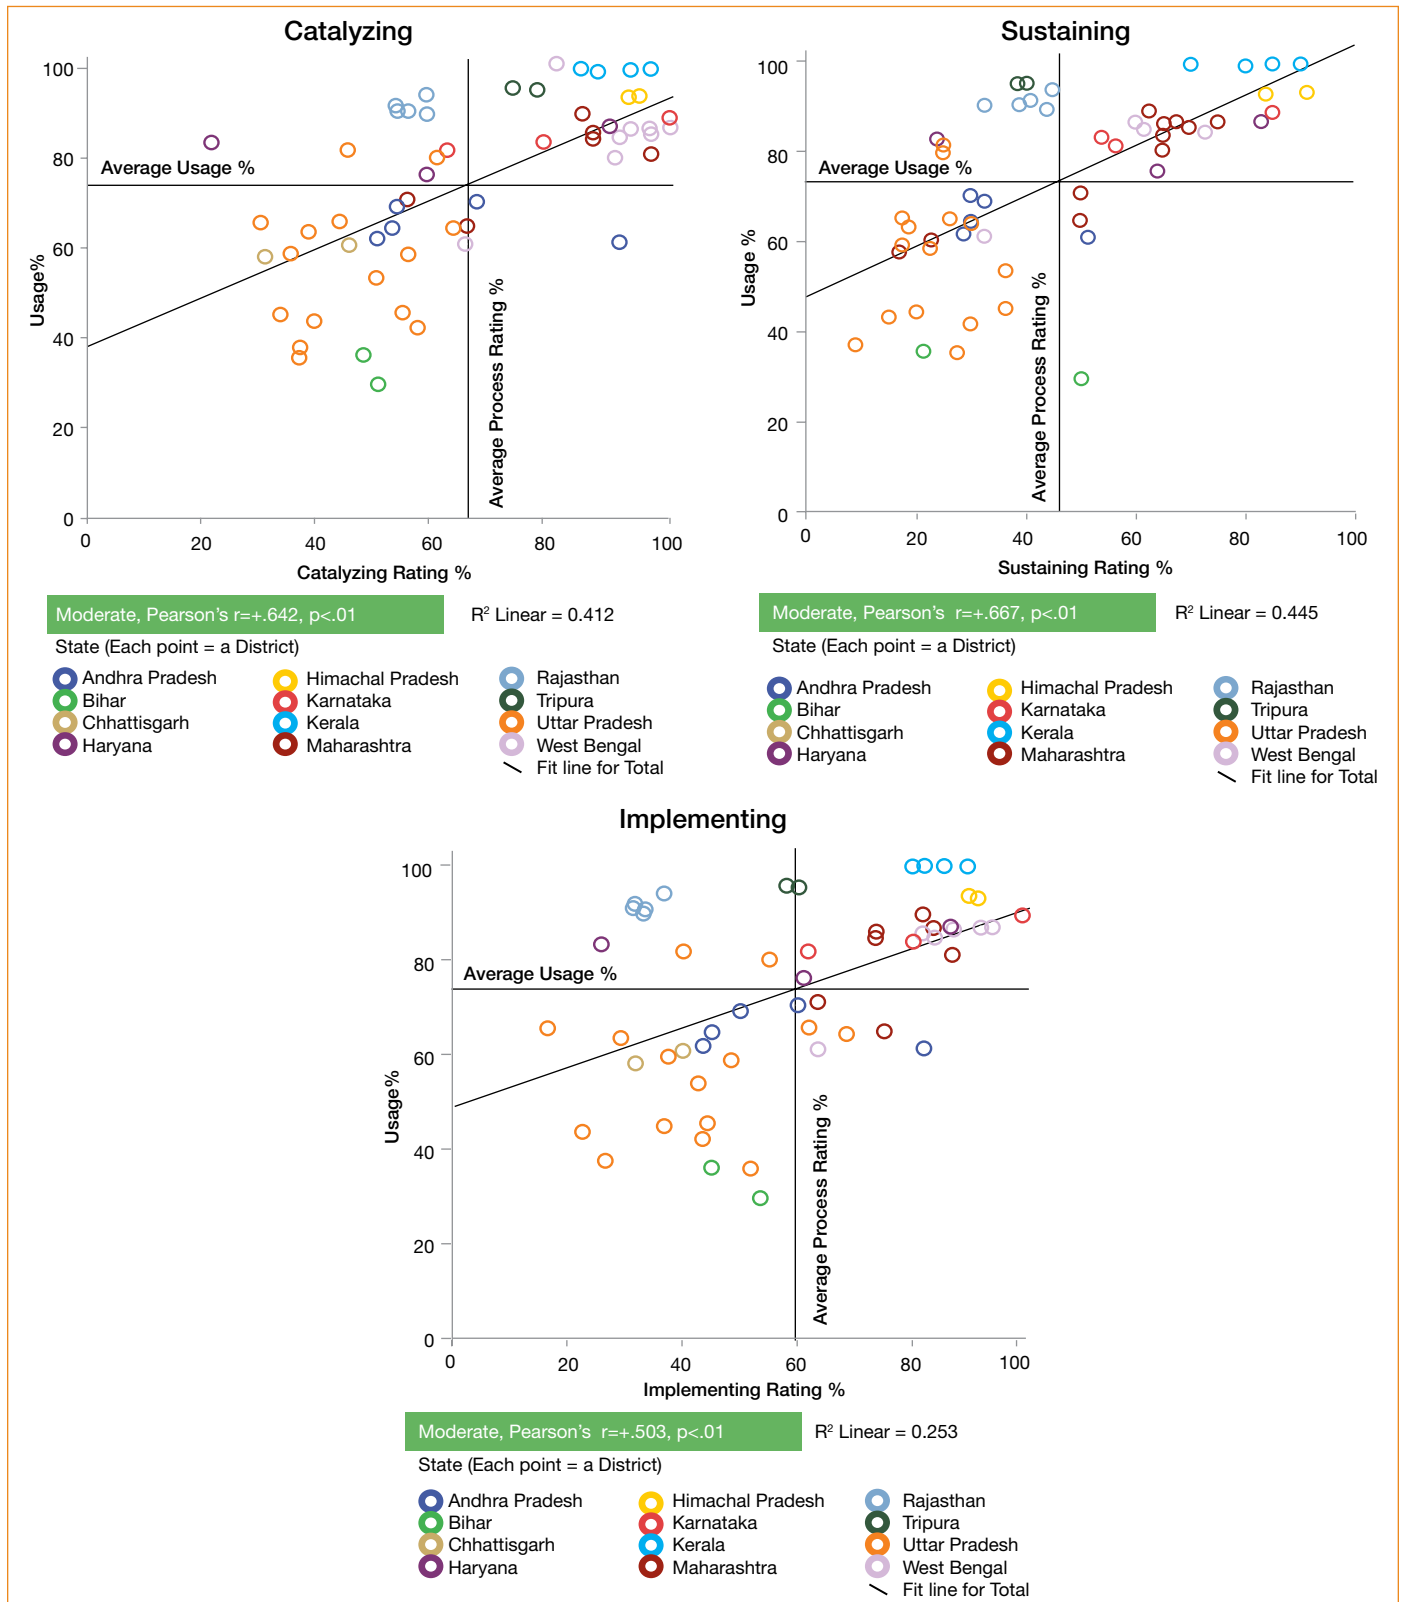 Catalyzing
100
80
60
40
20
0
Usage%
Average Usage %
Average Process Rating %
0 20 40 60 80 100
Catalyzing Rating %
Moderate, Pearson's r=+.642, p<.01
R² Linear = 0.412
State (Each point = a District)
Andhra Pradesh
Bihar
Chhattisgarh
Haryana
Himachal Pradesh
Karnataka
Kerala
Maharashtra
Rajasthan
Tripura
Uttar Pradesh
West Bengal
Fit line for Total
Sustaining
100
80
60
40
20
0
Usage %
Average Usage %
Average Process Rating %
0 20 40 60 80 100
Sustaining Rating %
Moderate, Pearson's r=+.667, p<.01
R² Linear = 0.445
State (Each point = a District)
Andhra Pradesh
Bihar
Chhattisgarh
Haryana
Himachal Pradesh
Karnataka
Kerala
Maharashtra
Rajasthan
Tripura
Uttar Pradesh
West Bengal
Fit line for Total
Implementing
100
80
60
40
20
0
Usage%
Average Usage %
Average Process Rating %
0 20 40 60 80 100
Implementing Rating %
Moderate, Pearson's r=+.503, p<.01
R² Linear = 0.253
State (Each point = a District)
Andhra Pradesh
Bihar
Chhattisgarh
Haryana
Himachal Pradesh
Karnataka
Kerala
Maharashtra
Rajasthan
Tripura
Uttar Pradesh
West Bengal
Fit line for Total